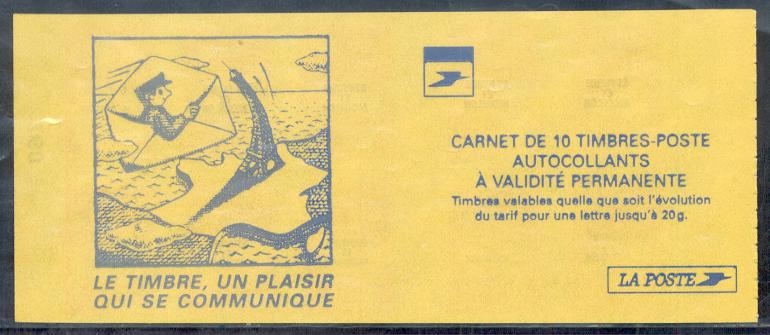 LE TIMBRE, UN PLAISIR
QUI SE COMMUNIQUE
CARNET DE 10 TIMBRES-POSTE
AUTOCOLLANTS
À VALIDITÉ PERMANENTE
Timbres valables quelle que soit l'évolution
du tarif pour une lettre jusqu'à 20g.
LA POSTE